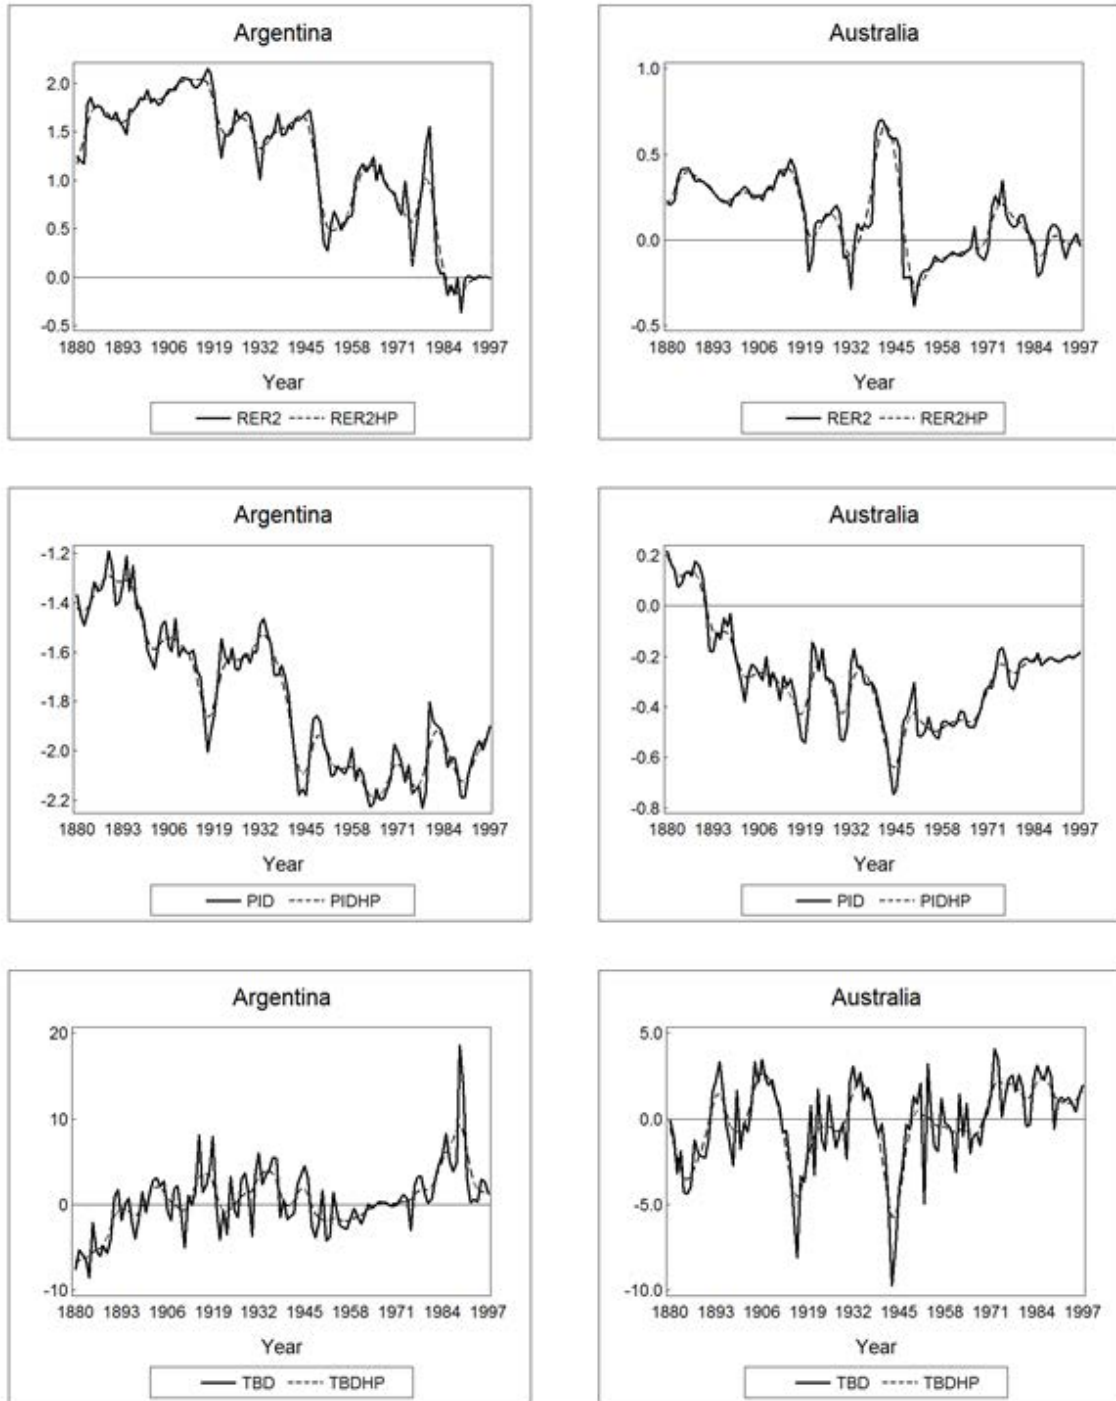 Argentina
2.0
1.5
1.0
0.5
0.0
-0.5
1880 1893 1906 1919 1932 1945 1958 1971 1984 1997
Year
RER2 RER2HP
Australia
1.0
0.5
0.0
-0.5
1880 1893 1906 1919 1932 1945 1958 1971 1984 1997
Year
RER2 RER2HP
Argentina
-1.2
-1.4
-1.6
-1.8
-2.0
-2.2
1880 1893 1906 1919 1932 1945 1958 1971 1984 1997
Year
PID PIDHP
Australia
0.2
0.0
-0.2
-0.4
-0.6
-0.8
1880 1893 1906 1919 1932 1945 1958 1971 1984 1997
Year
PID PIDHP
Argentina
20
10
0
-10
1880 1893 1906 1919 1932 1945 1958 1971 1984 1997
Year
TBD TBDHP
Australia
5.0
0.0
-5.0
-10.0
1880 1893 1906 1919 1932 1945 1958 1971 1984 1997
Year
TBD TBDHP